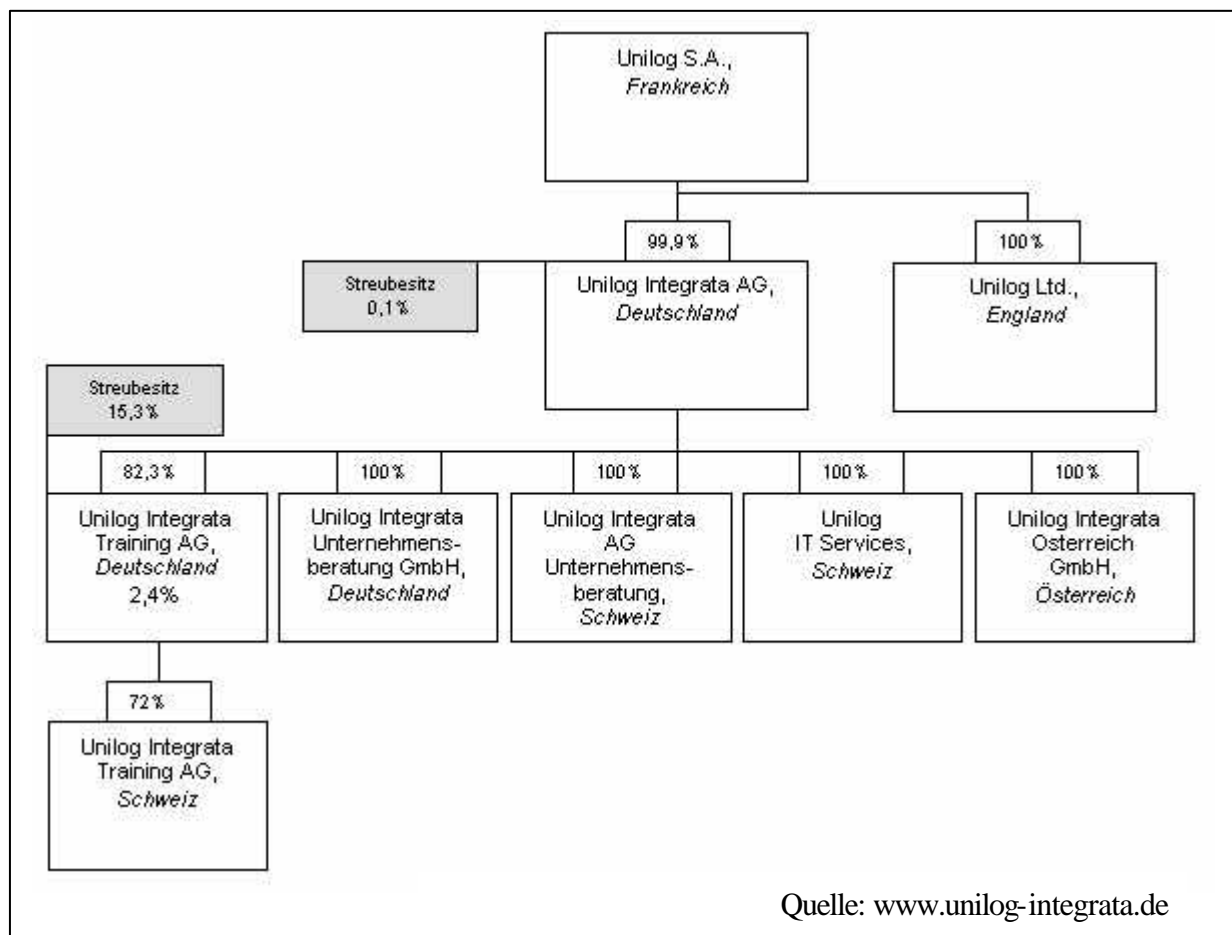 Unilog S.A.,
Frankreich
99,9%
100%
Streubesitz
0,1%
Unilog Integrata AG,
Deutschland
Unilog Ltd.,
England
Streubesitz
15,3%
82,3%
100%
100%
100%
100%
Unilog Integrata
Training AG,
Deutschland
2,4%
Unilog Integrata
Unternehmens-
beratung GmbH,
Deutschland
Unilog Integrata
AG
Unternehmens-
beratung,
Schweiz
Unilog
IT Services,
Schweiz
Unilog Integrata
Osterreich
GmbH,
Österreich
72%
Unilog Integrata
Training AG,
Schweiz
Quelle: www.unilog-integrata.de